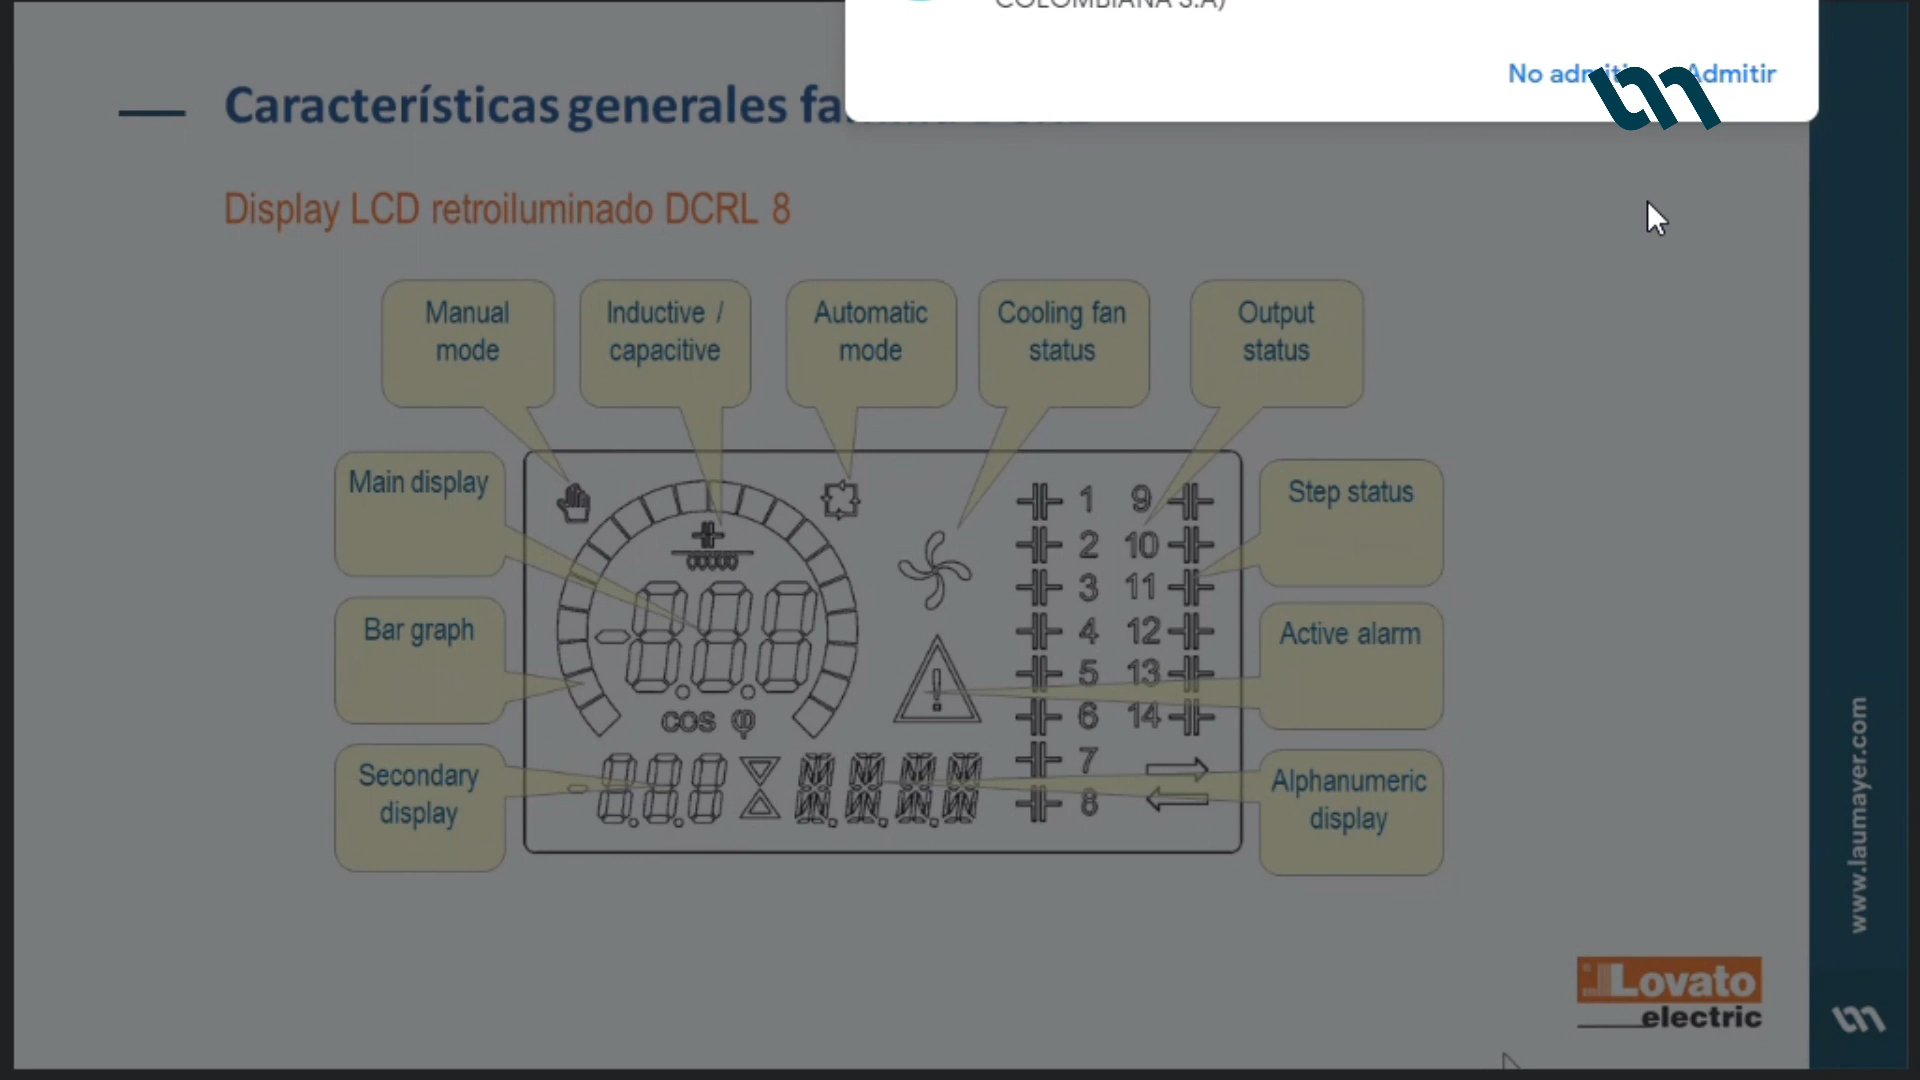 COLOMBIANA S.A)
No admiti Admitir
Características generales fa
Display LCD retroiluminado DCRL 8
Manual
mode
Inductive /
capacitive
Automatic
mode
Cooling fan
status
Output
status
Main display
Step status
Bar graph
Active alarm
Secondary
display
Alphanumeric
display
1 9
2 10
3 11
4 12
5 13
6 14
7
8
cos φ
www.laumayer.com
Lovato
electric